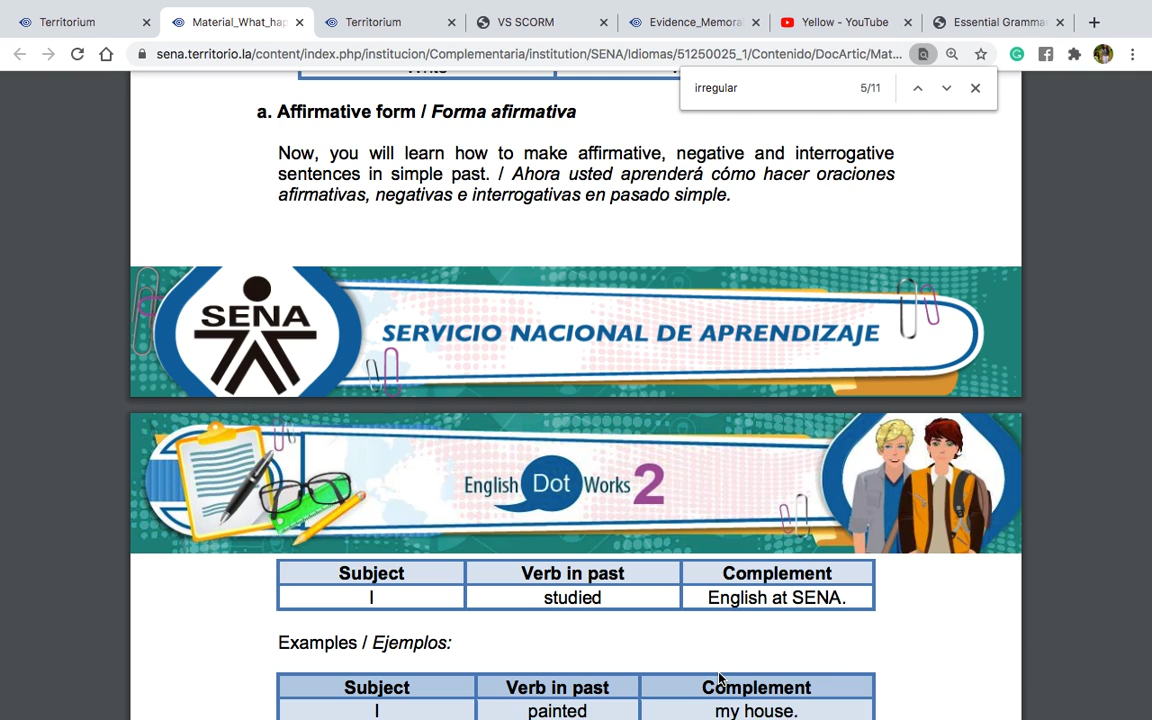 Territorium
Material_What_hap
Territorium
VS SCORM
Evidence_Memora
Yellow - YouTube
Essential Gramma
sena.territorio.la/content/index.php/institucion/Complementaria/institution/SENA/Idiomas/51250025_1/Contenido/DocArtic/Mat...
irregular 5/11
a. Affirmative form / Forma afirmativa
Now, you will learn how to make affirmative, negative and interrogative
sentences in simple past. / Ahora usted aprenderá cómo hacer oraciones
afirmativas, negativas e interrogativas en pasado simple.
SENA
SERVICIO NACIONAL DE APRENDIZAJE
English Dot Works 2
Subject Verb in past Complement
I studied English at SENA.
Examples / Ejemplos:
Subject Verb in past Complement
I painted my house.